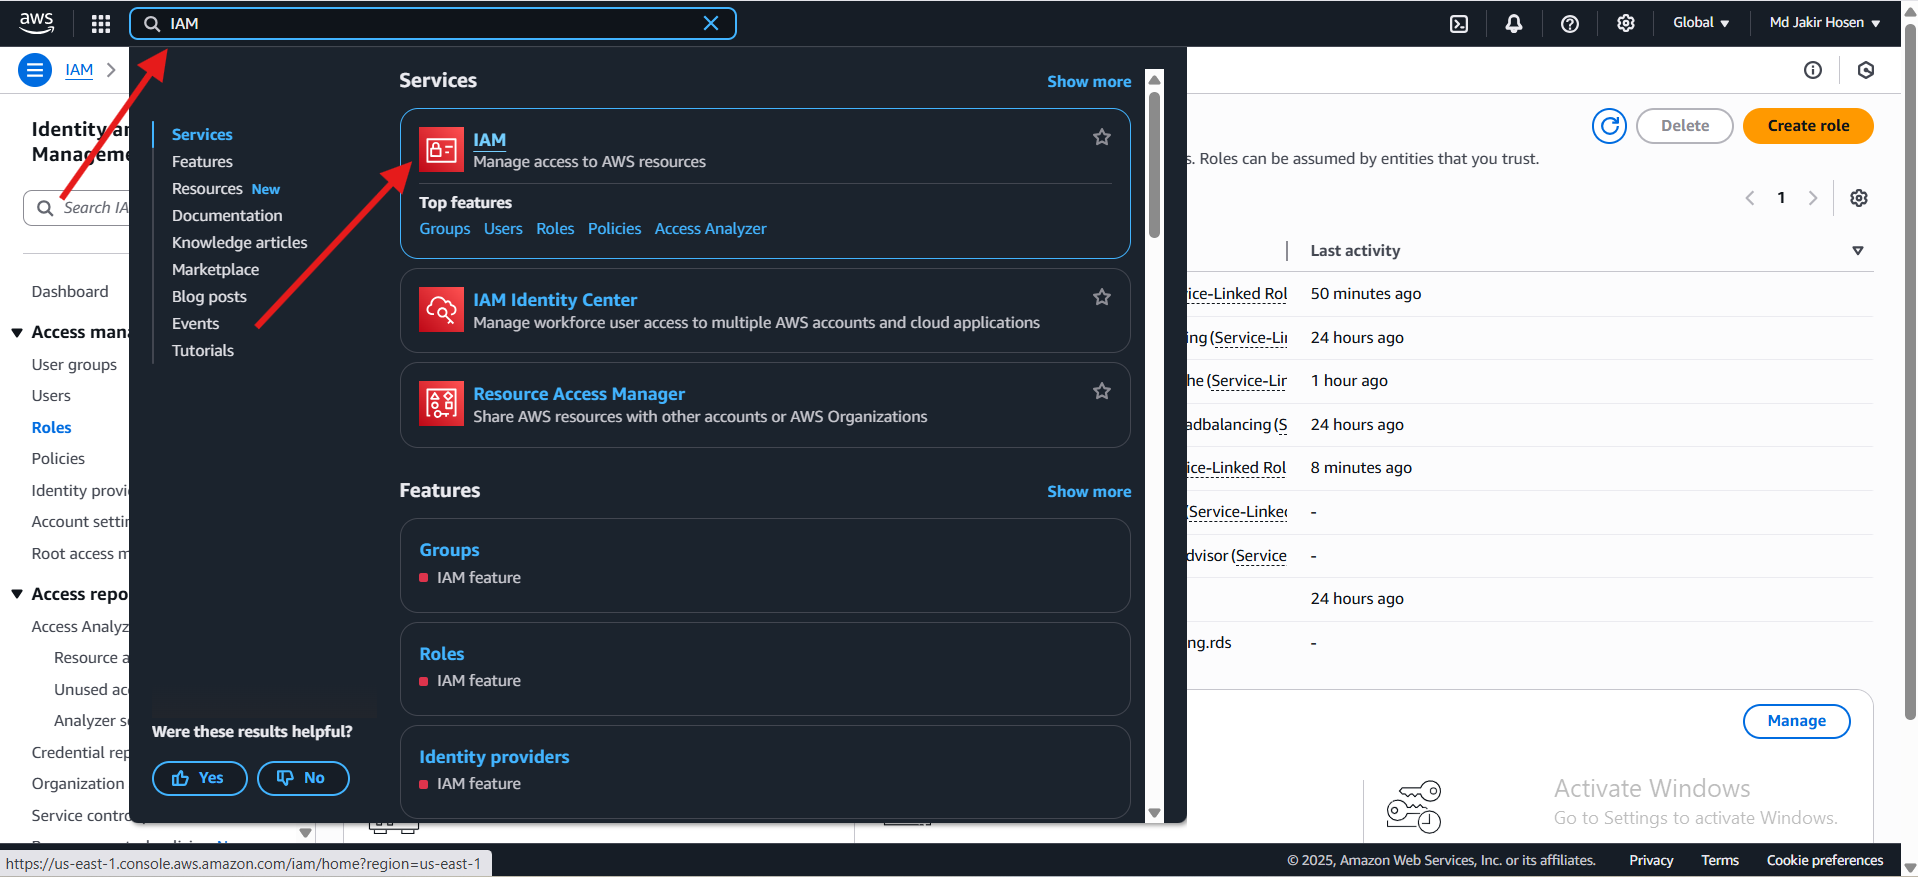 aws
IAM
Global
Md Jakir Hosen
IAM
Identity an
Manageme
Search IA
Dashboard
Access mana
User groups
Users
Roles
Policies
Identity provi
Account settin
Root access m
Access repo
Access Analyz
Resource a
Unused acc
Analyzer se
Credential rep
Organization
Service contro
Services
Features
Resources New
Documentation
Knowledge articles
Marketplace
Blog posts
Events
Tutorials
Were these results helpful?
Yes
No
Services
Show more
IAM
Manage access to AWS resources
Top features
Groups Users Roles Policies Access Analyzer
IAM Identity Center
Manage workforce user access to multiple AWS accounts and cloud applications
Resource Access Manager
Share AWS resources with other accounts or AWS Organizations
Features
Show more
Groups
IAM feature
Roles
IAM feature
Identity providers
IAM feature
Delete
Create role
s. Roles can be assumed by entities that you trust.
1
Last activity
ice-Linked Rol 50 minutes ago
ing (Service-Lin 24 hours ago
he (Service-Lir 1 hour ago
adbalancing (S 24 hours ago
ice-Linked Rol 8 minutes ago
(Service-Linked -
dvisor (Service -
24 hours ago
ng.rds -
Manage
Activate Windows
Go to Settings to activate Windows.
https://us-east-1.console.aws.amazon.com/iam/home?region=us-east-1
© 2025, Amazon Web Services, Inc. or its affiliates.
Privacy
Terms
Cookie preferences